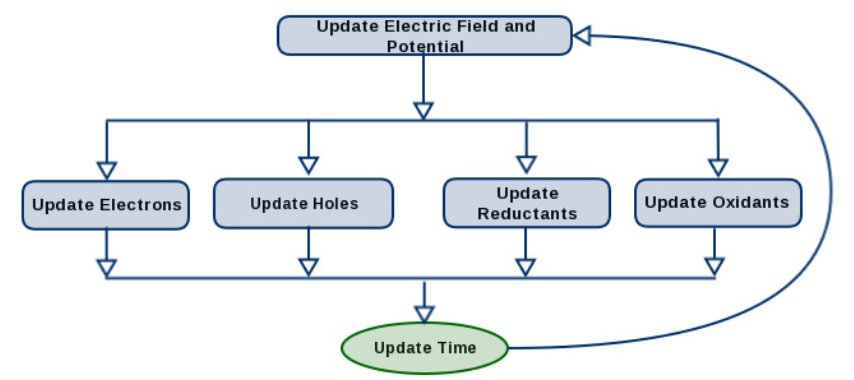 Update Electric Field and
Potential
Update Electrons
Update Holes
Update
Reductants
Update Oxidants
Update Time